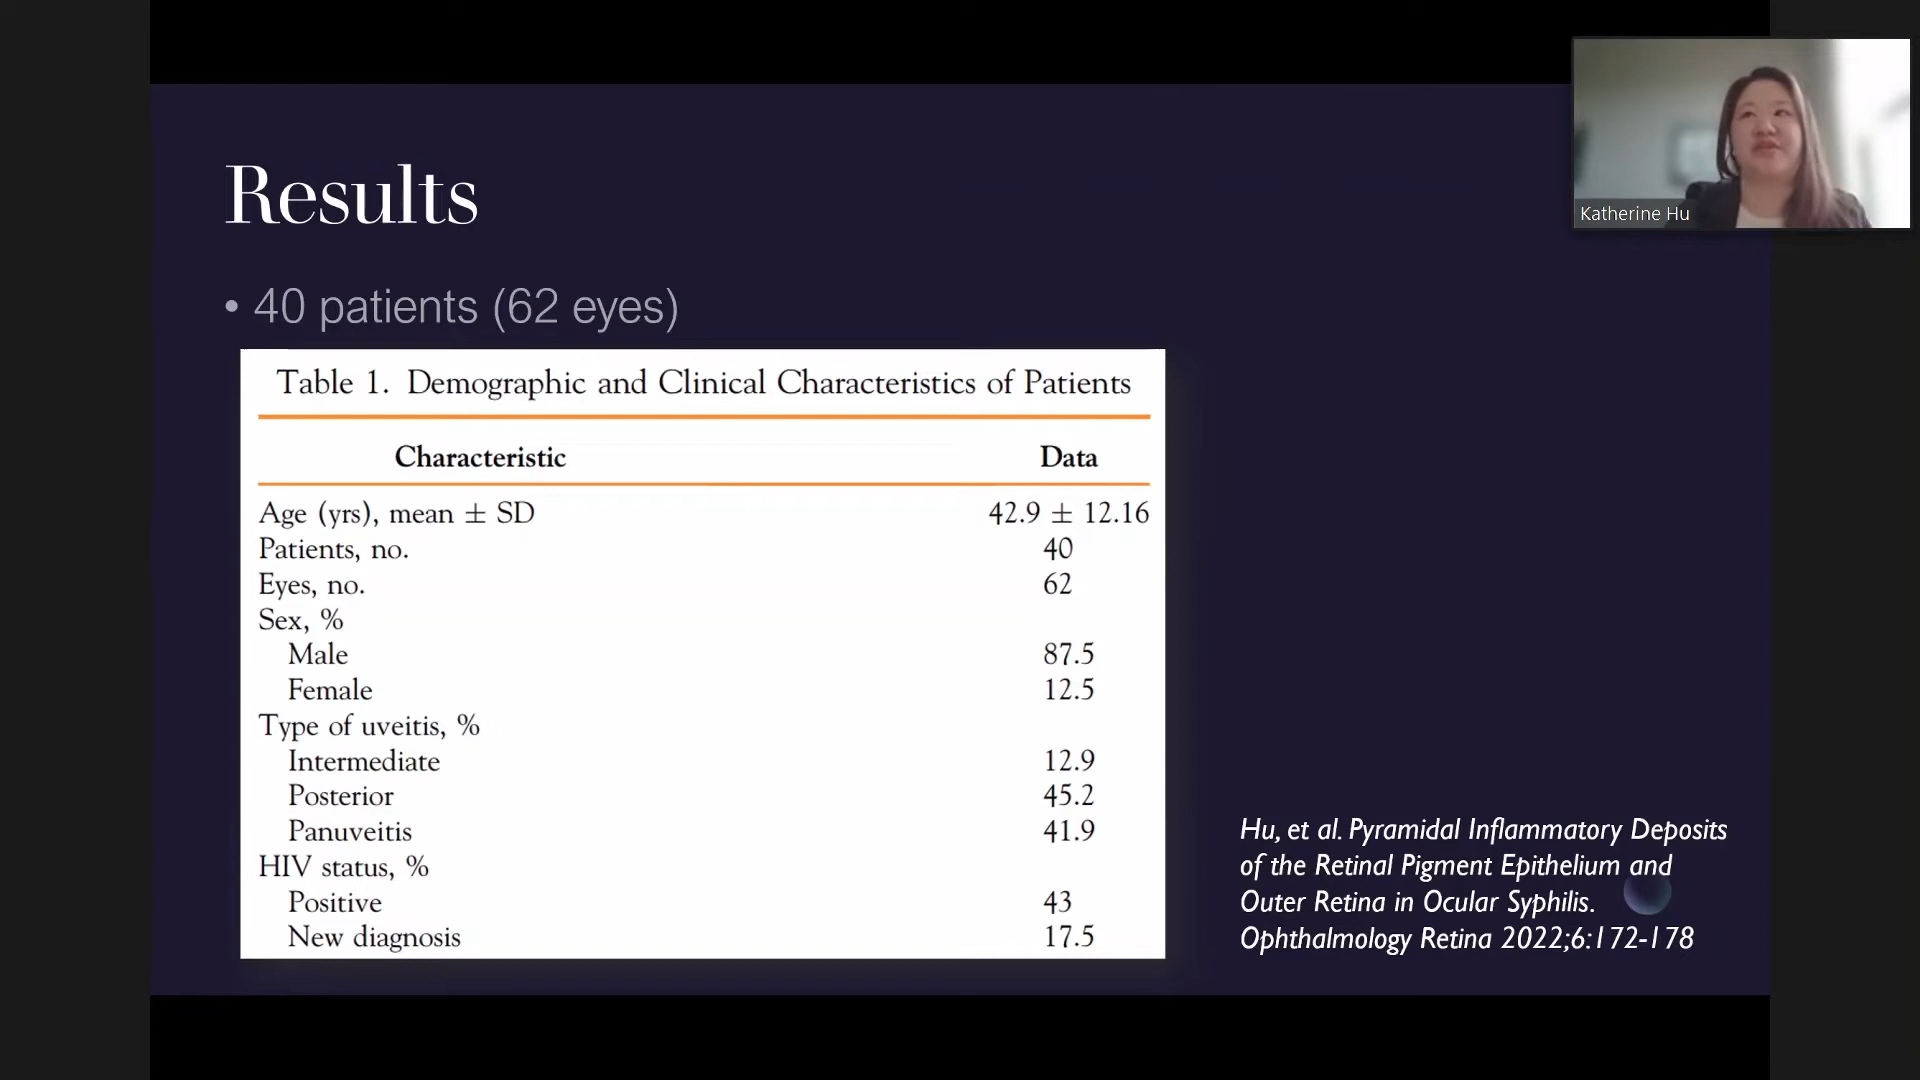 Results
• 40 patients (62 eyes)
Table 1. Demographic and Clinical Characteristics of Patients
Characteristic Data
Age (yrs), mean ± SD 42.9 ± 12.16
Patients, no. 40
Eyes, no. 62
Sex, %
Male 87.5
Female 12.5
Type of uveitis, %
Intermediate 12.9
Posterior 45.2
Panuveitis 41.9
HIV status, %
Positive 43
New diagnosis 17.5
Hu, et al. Pyramidal Inflammatory Deposits
of the Retinal Pigment Epithelium and
Outer Retina in Ocular Syphilis.
Ophthalmology Retina 2022;6:172-178
Katherine Hu